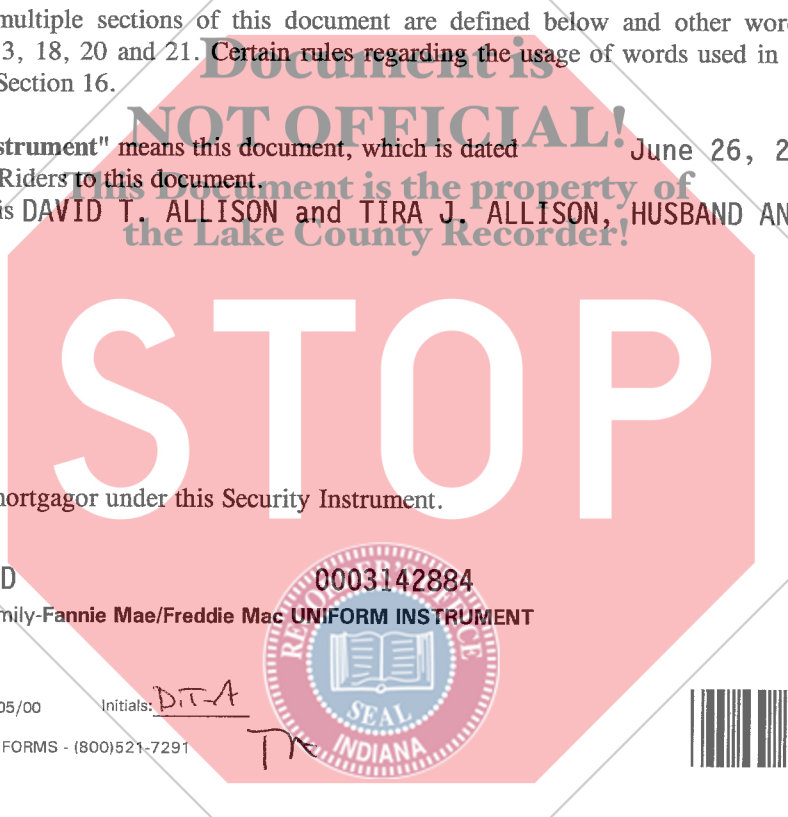 multiple sections of this document are defined below and other wor
3, 18, 20 and 21. Certain rules regarding the usage of words used in
Section 16.
Document is
NOT OFFICIAL!
strument" means this document, which is dated June 26, 2
Riders to this document.
This Document is the property of
is DAVID T. ALLISON and TIRA J. ALLISON, HUSBAND AN
the Lake County Recorder!
STOP
ortgagor under this Security Instrument.
D 0003142884
mily-Fannie Mae/Freddie Mac UNIFORM INSTRUMENT
RECORDER'S OFFICE
SEAL
INDIANA
05/00 Initials: D.T.A
FORMS - (800)521-7291